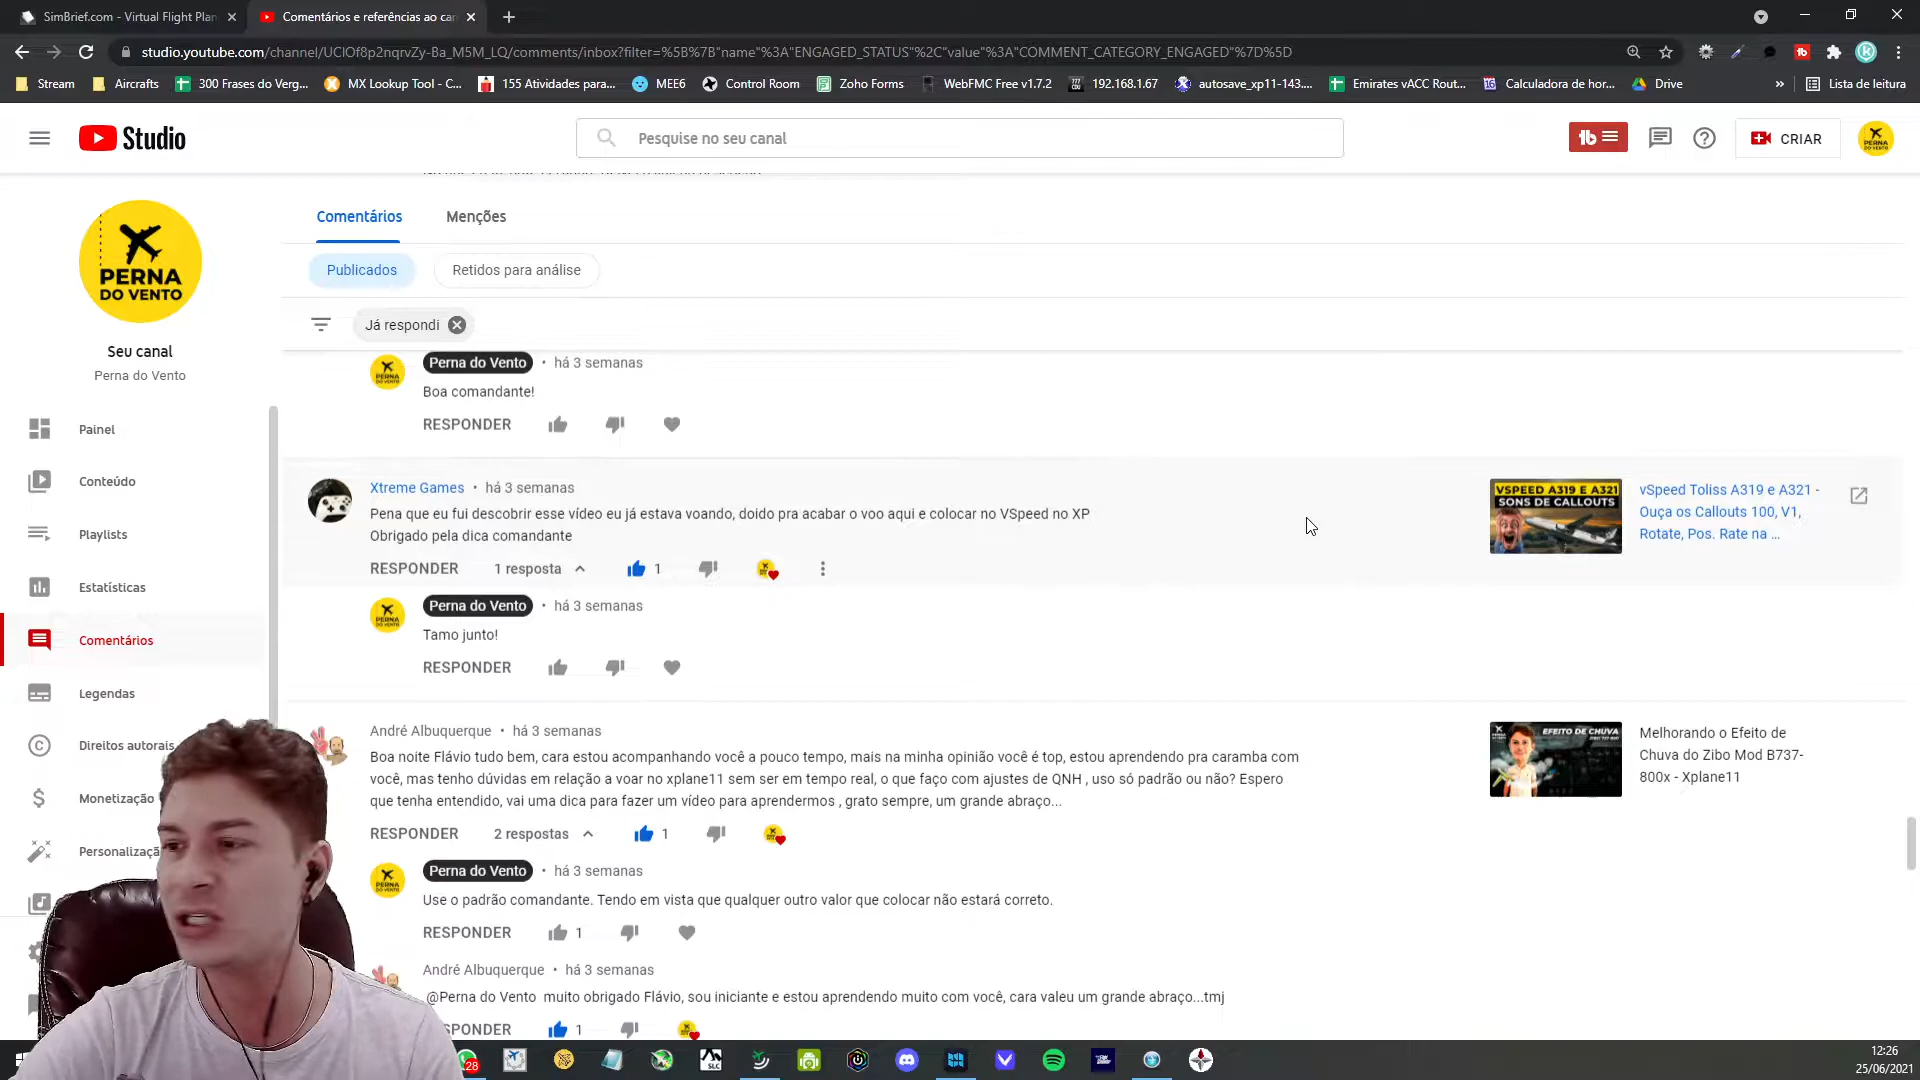 SimBrief.com - Virtual Flight Plan
Comentários e referências ao car
studio.youtube.com/channel/UClOf8p2nqrvZy-Ba_M5M_LQ/comments/inbox?filter=%5B%7B"name"%3A"ENGAGED_STATUS"%2C"value"%3A"COMMENT_CATEGORY_ENGAGED"%7D%5D
Stream
Aircrafts
300 Frases do Verg...
MX Lookup Tool - C...
155 Atividades para...
MEE6
Control Room
Zoho Forms
WebFMC Free v1.7.2
192.168.1.67
autosave_xp11-143....
Emirates vACC Rout...
Calculadora de hor...
Drive
»
Lista de leitura
Studio
Pesquise no seu canal
CRIAR
PERNA
DO VENTO
Seu canal
Perna do Vento
Painel
Conteúdo
Playlists
Estatísticas
Comentários
Legendas
Direitos autorais
Monetização
Personalizaçã
Comentários
Menções
Publicados
Retidos para análise
Já respondi
Perna do Vento • há 3 semanas
Boa comandante!
RESPONDER
Xtreme Games • há 3 semanas
Pena que eu fui descobrir esse vídeo eu já estava voando, doido pra acabar o voo aqui e colocar no VSpeed no XP
Obrigado pela dica comandante
RESPONDER 1 resposta 1
VSPEED A319 E A321
SONS DE CALLOUTS
vSpeed Toliss A319 e A321 -
Ouça os Callouts 100, V1,
Rotate, Pos. Rate na ...
Perna do Vento • há 3 semanas
Tamo junto!
RESPONDER
André Albuquerque • há 3 semanas
Boa noite Flávio tudo bem, cara estou acompanhando você a pouco tempo, mais na minha opinião você é top, estou aprendendo pra caramba com
você, mas tenho dúvidas em relação a voar no xplane11 sem ser em tempo real, o que faço com ajustes de QNH , uso só padrão ou não? Espero
que tenha entendido, vai uma dica para fazer um vídeo para aprendermos , grato sempre, um grande abraço...
RESPONDER 2 respostas 1
EFEITO DE CHUVA
Melhorando o Efeito de
Chuva do Zibo Mod B737-
800x - Xplane11
Perna do Vento • há 3 semanas
Use o padrão comandante. Tendo em vista que qualquer outro valor que colocar não estará correto.
RESPONDER 1
André Albuquerque • há 3 semanas
@Perna do Vento muito obrigado Flávio, sou iniciante e estou aprendendo muito com você, cara valeu um grande abraço...tmj
SPONDER 1
28
SLC
12:26
25/06/2021